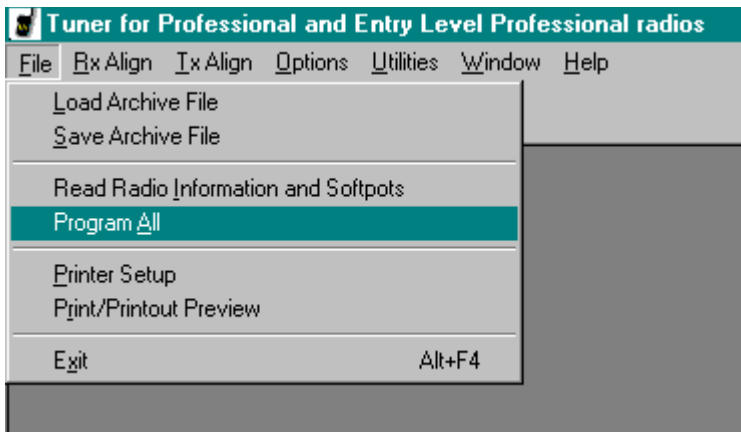 Tuner for Professional and Entry Level Professional radios
File Rx Align Tx Align Options Utilities Window Help
Load Archive File
Save Archive File
Read Radio Information and Softpots
Program All
Printer Setup
Print/Printout Preview
Exit Alt+F4